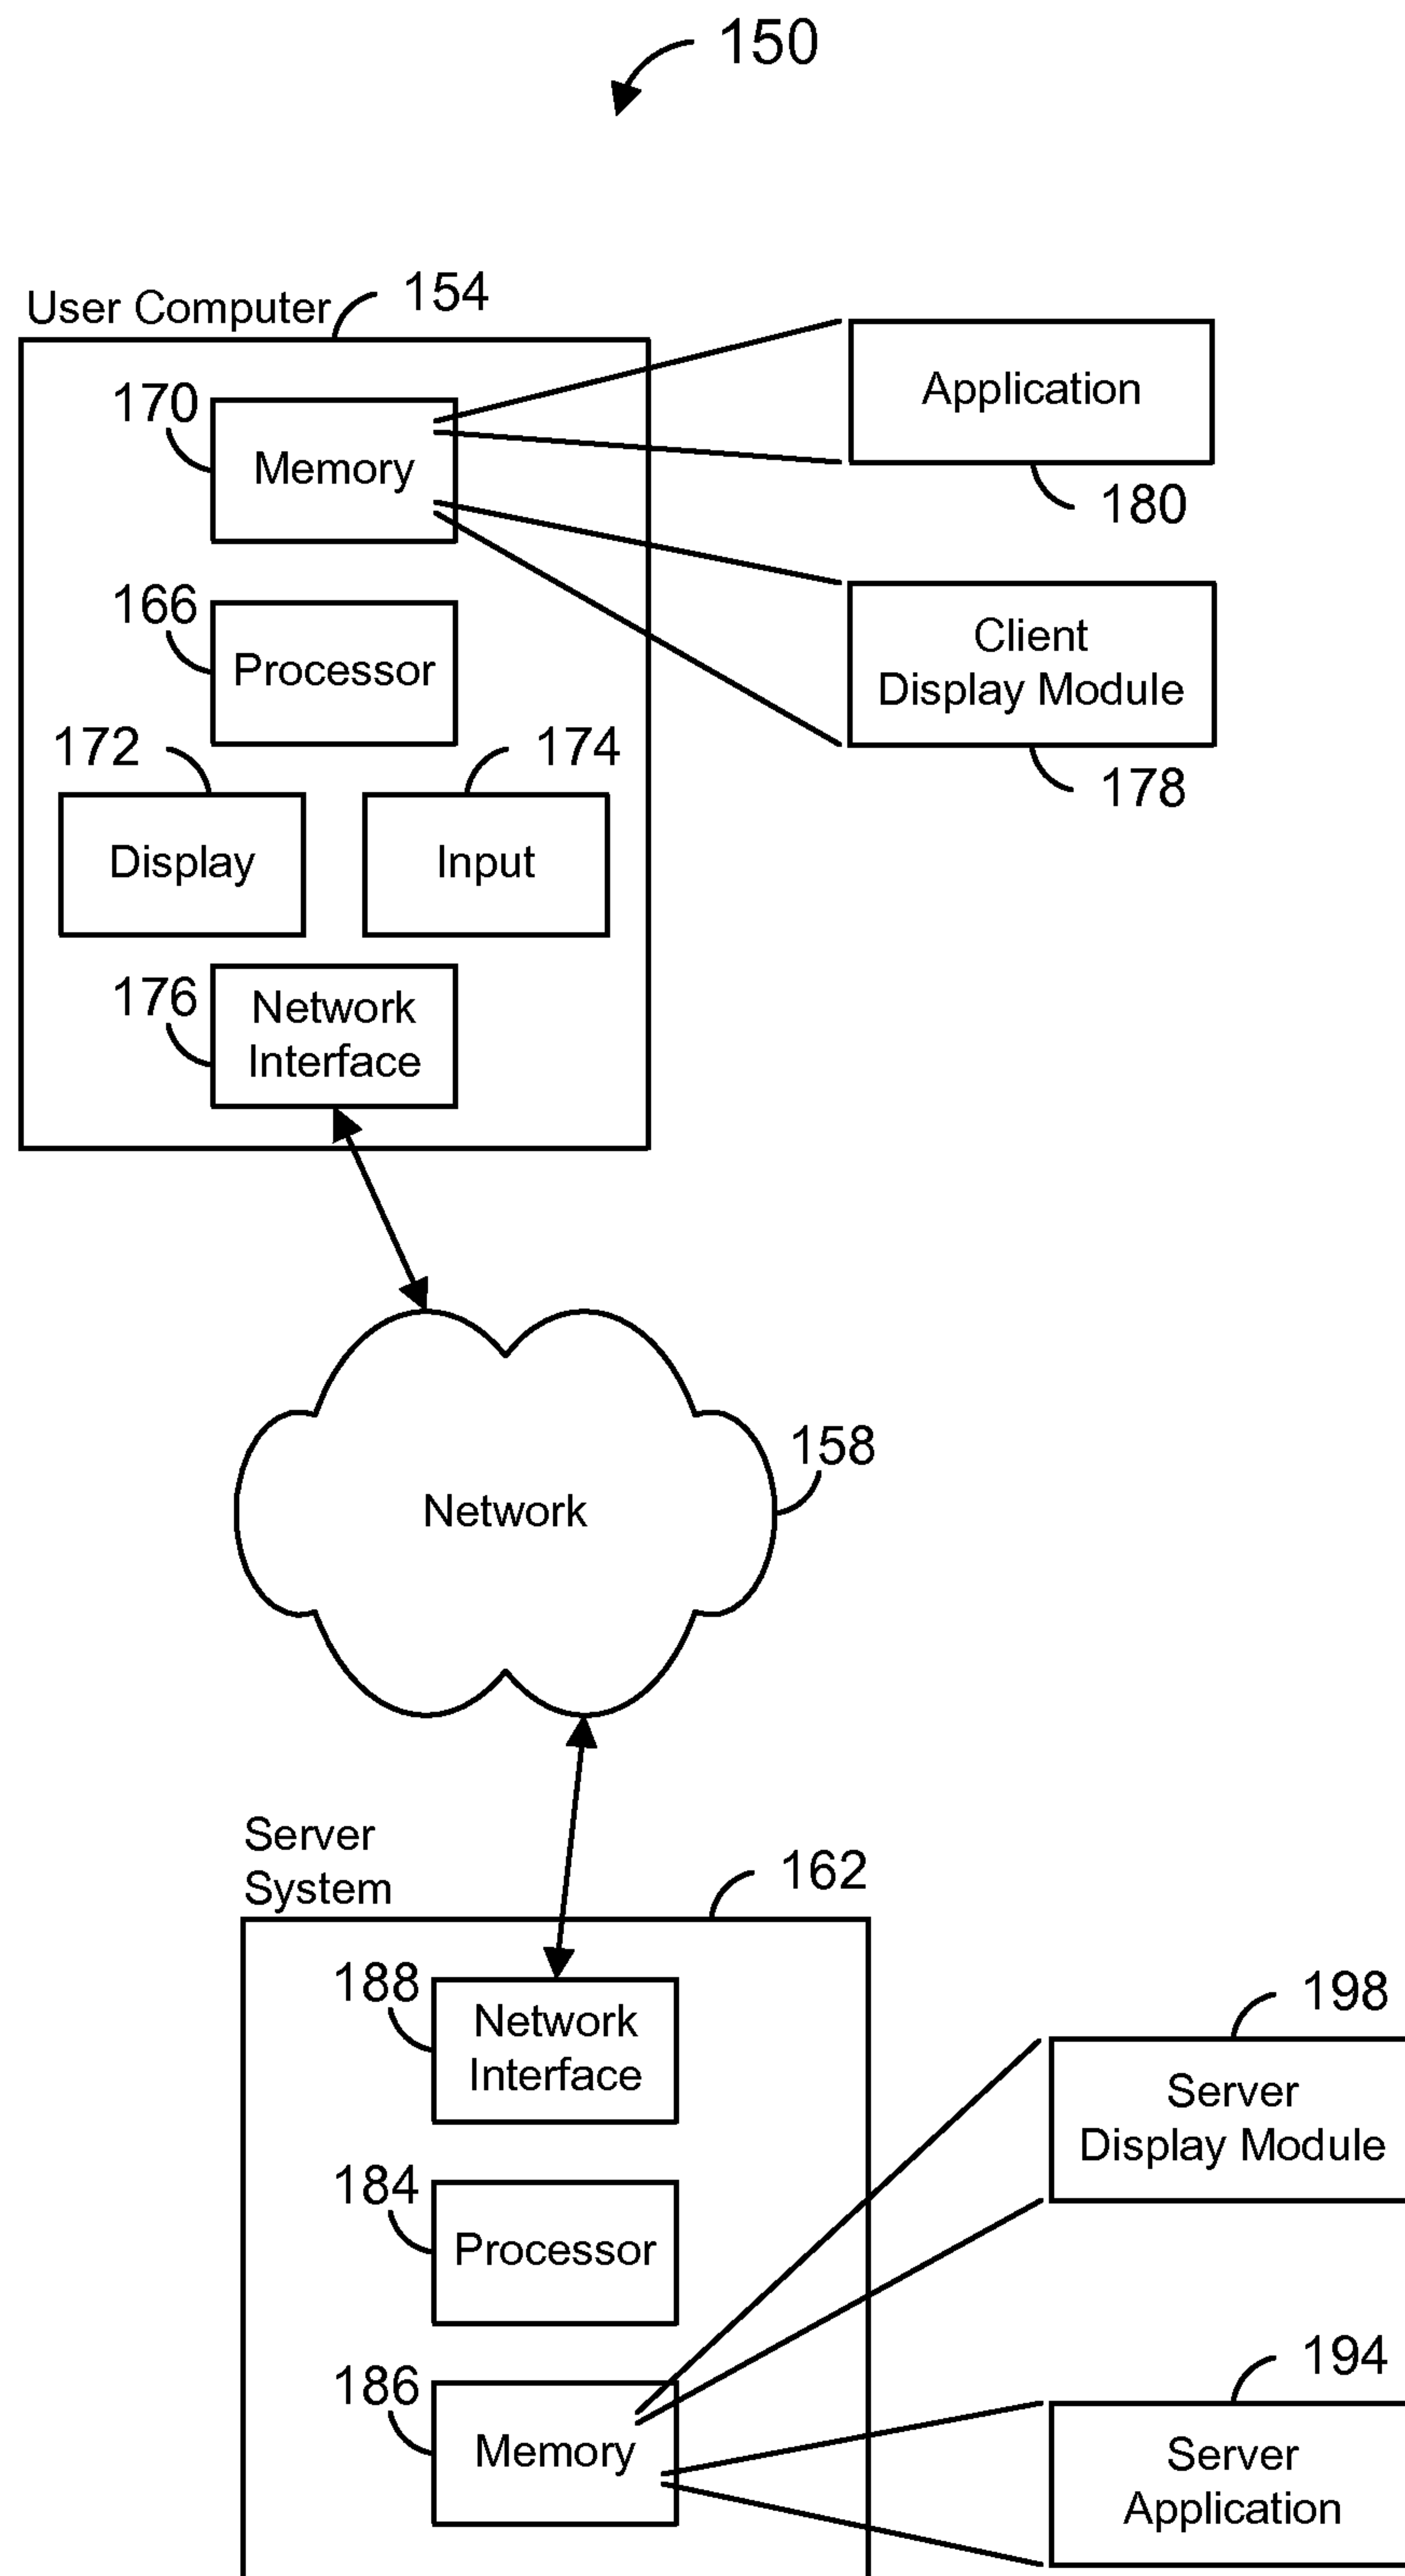 150
User Computer
154
170
Memory
Application
180
166
Processor
Client
Display Module
178
172
174
Display
Input
176
Network
Interface
158
Network
Server
System
162
188
Network
Interface
198
Server
Display Module
184
Processor
186
Memory
194
Server
Application